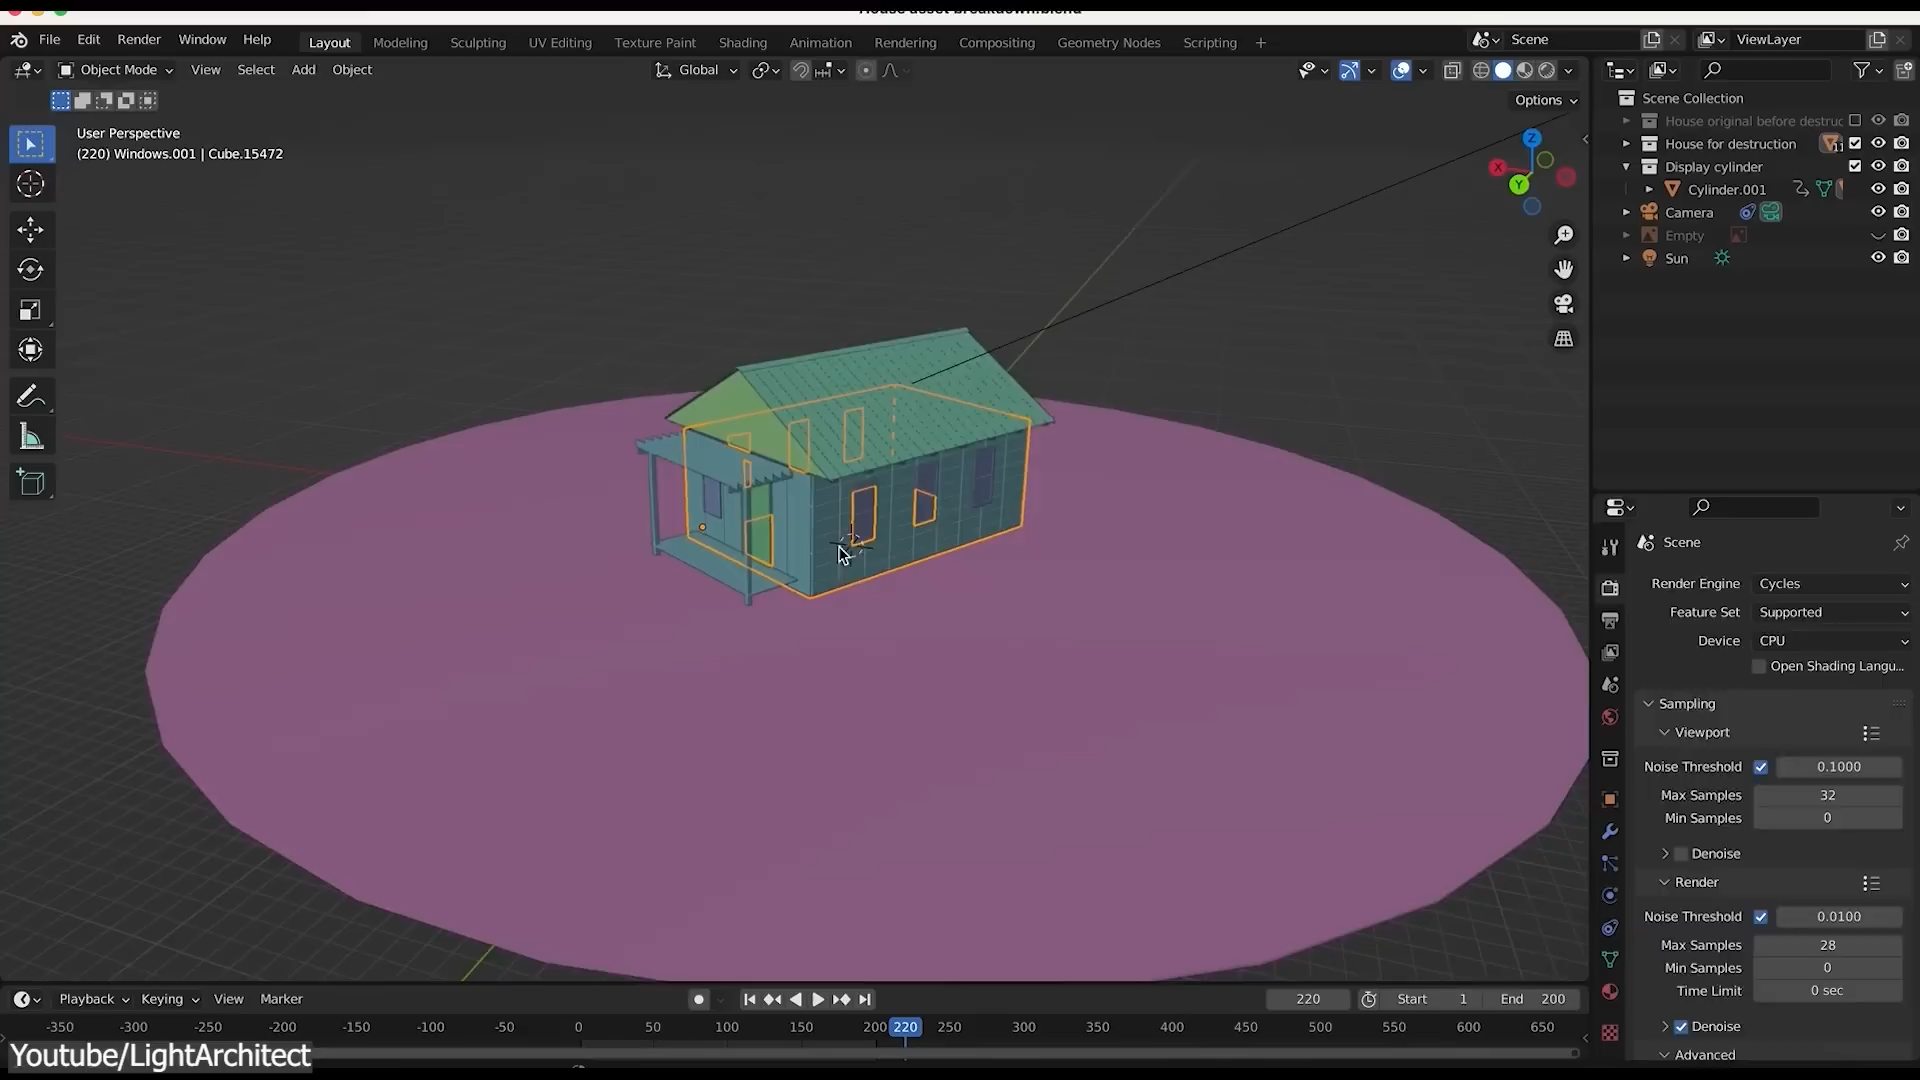 House asset breakdown.blend
File Edit Render Window Help
Layout Modeling Sculpting UV Editing Texture Paint Shading Animation Rendering Compositing Geometry Nodes Scripting +
Scene
ViewLayer
Object Mode View Select Add Object
Global
Options
User Perspective
(220) Windows.001 | Cube.15472
Z
X
Y
Scene Collection
House original before destruc
House for destruction
11
Display cylinder
Cylinder.001
Camera
Empty
Sun
Scene
Render Engine Cycles
Feature Set Supported
Device CPU
Open Shading Langu...
Sampling
Viewport
Noise Threshold 0.1000
Max Samples 32
Min Samples 0
Denoise
Render
Noise Threshold 0.0100
Max Samples 28
Min Samples 0
Time Limit 0 sec
Denoise
Advanced
Playback Keying View Marker
220 Start 1 End 200
-350 -300 -250 -200 -150 -100 -50 0 50 100 150 200 220 250 300 350 400 450 500 550 600 650
Youtube/LightArchitect